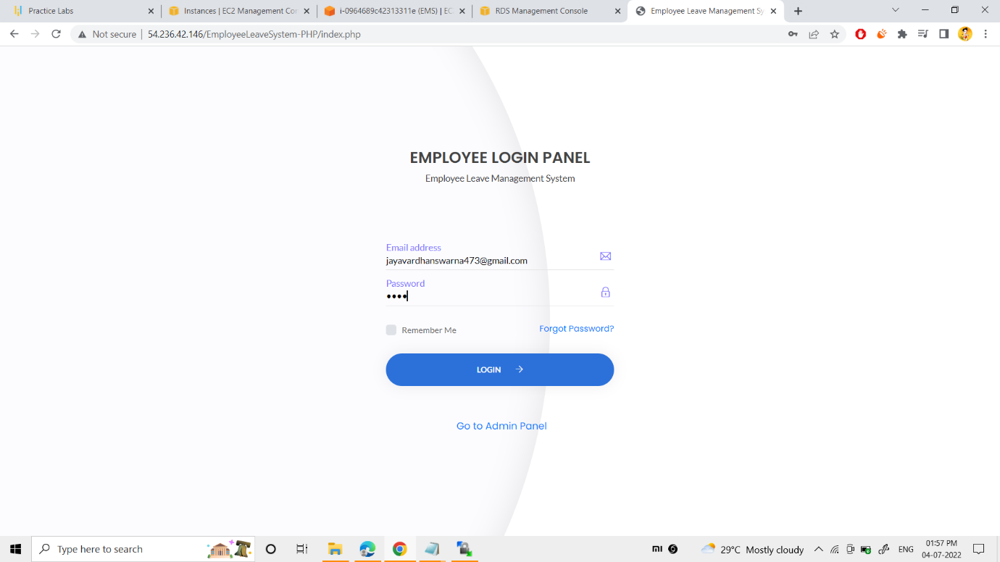 Practice Labs
Instances | EC2 Management Cor
i-0964689c42313311e (EMS) | EC
RDS Management Console
Employee Leave Management Sy
Not secure | 54.236.42.146/EmployeeLeaveSystem-PHP/index.php
EMPLOYEE LOGIN PANEL
Employee Leave Management System
Email address
jayavardhanswarna473@gmail.com
Password
••••
Remember Me
Forgot Password?
LOGIN
Go to Admin Panel
Type here to search
29°C Mostly cloudy
ENG
01:57 PM
04-07-2022